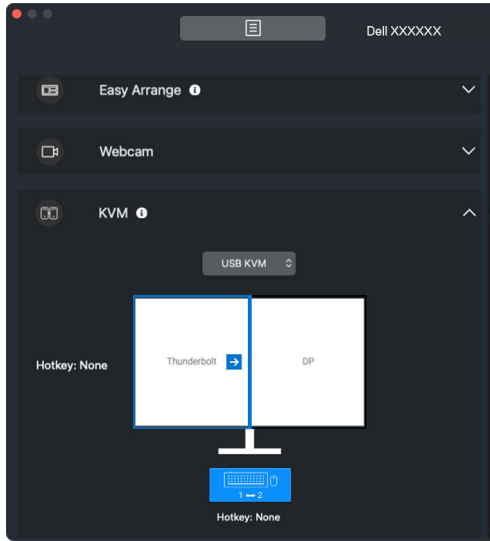 Dell XXXXXX
Easy Arrange
Webcam
KVM
USB KVM
Hotkey: None
Thunderbolt
DP
1 2
Hotkey: None